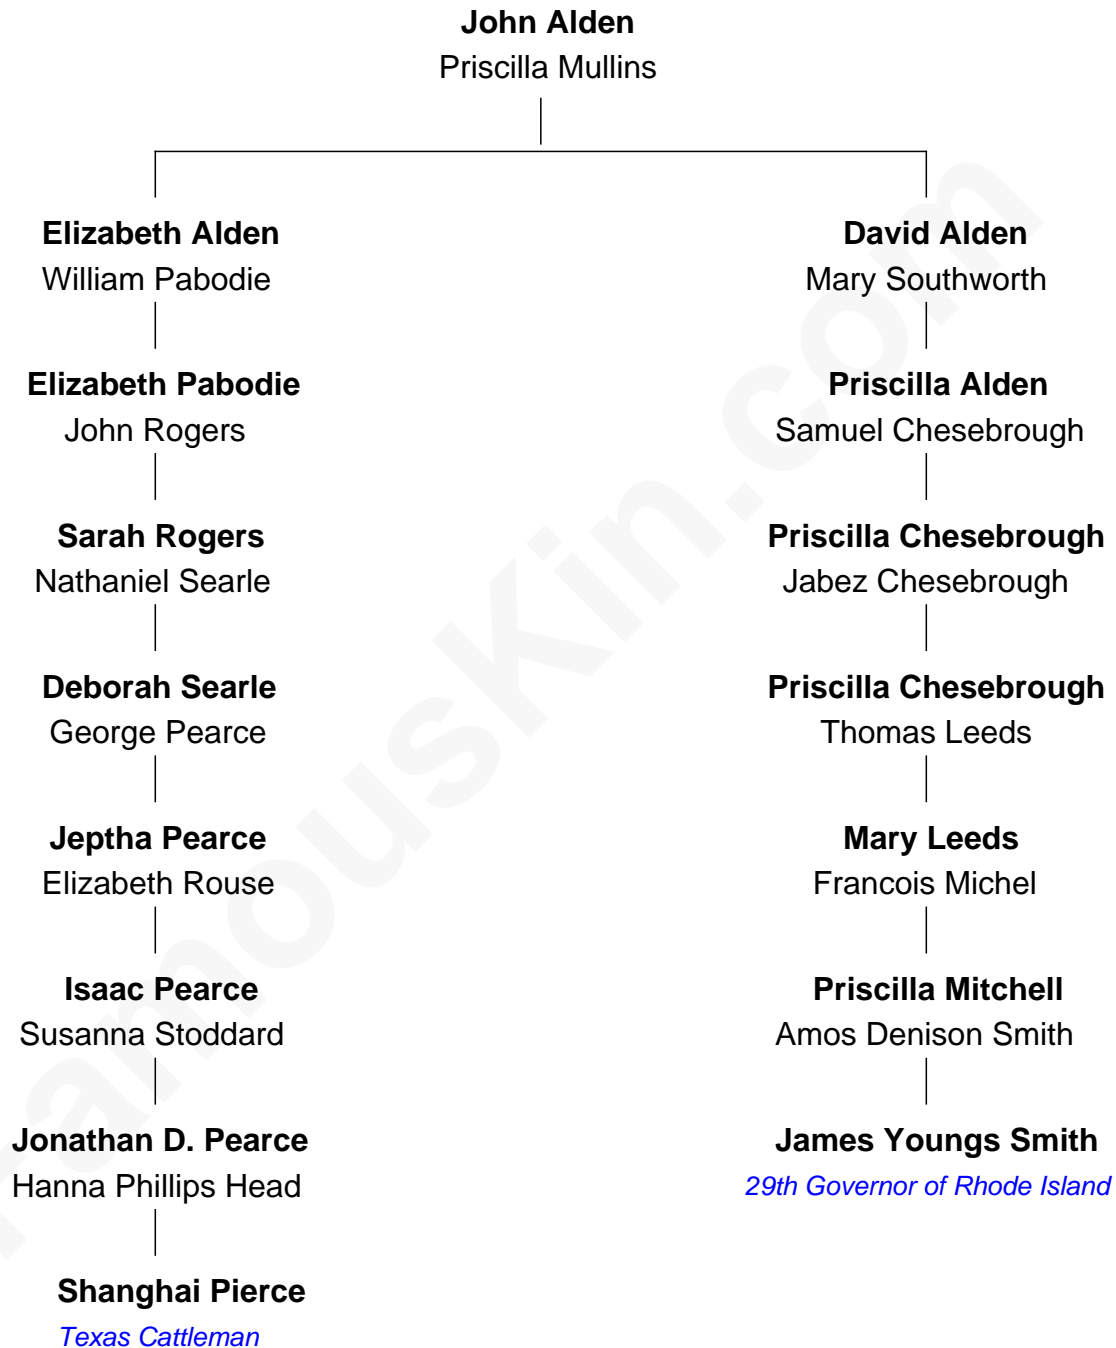 John Alden
Priscilla Mullins
Elizabeth Alden
William Pabodie
David Alden
Mary Southworth
Elizabeth Pabodie
John Rogers
Priscilla Alden
Samuel Chesebrough
Sarah Rogers
Nathaniel Searle
Priscilla Chesebrough
Jabez Chesebrough
Deborah Searle
George Pearce
Priscilla Chesebrough
Thomas Leeds
Jeptha Pearce
Elizabeth Rouse
Mary Leeds
Francois Michel
Isaac Pearce
Susanna Stoddard
Priscilla Mitchell
Amos Denison Smith
Jonathan D. Pearce
Hanna Phillips Head
James Youngs Smith
29th Governor of Rhode Island
Shanghai Pierce
Texas Cattleman
FamousKin.com